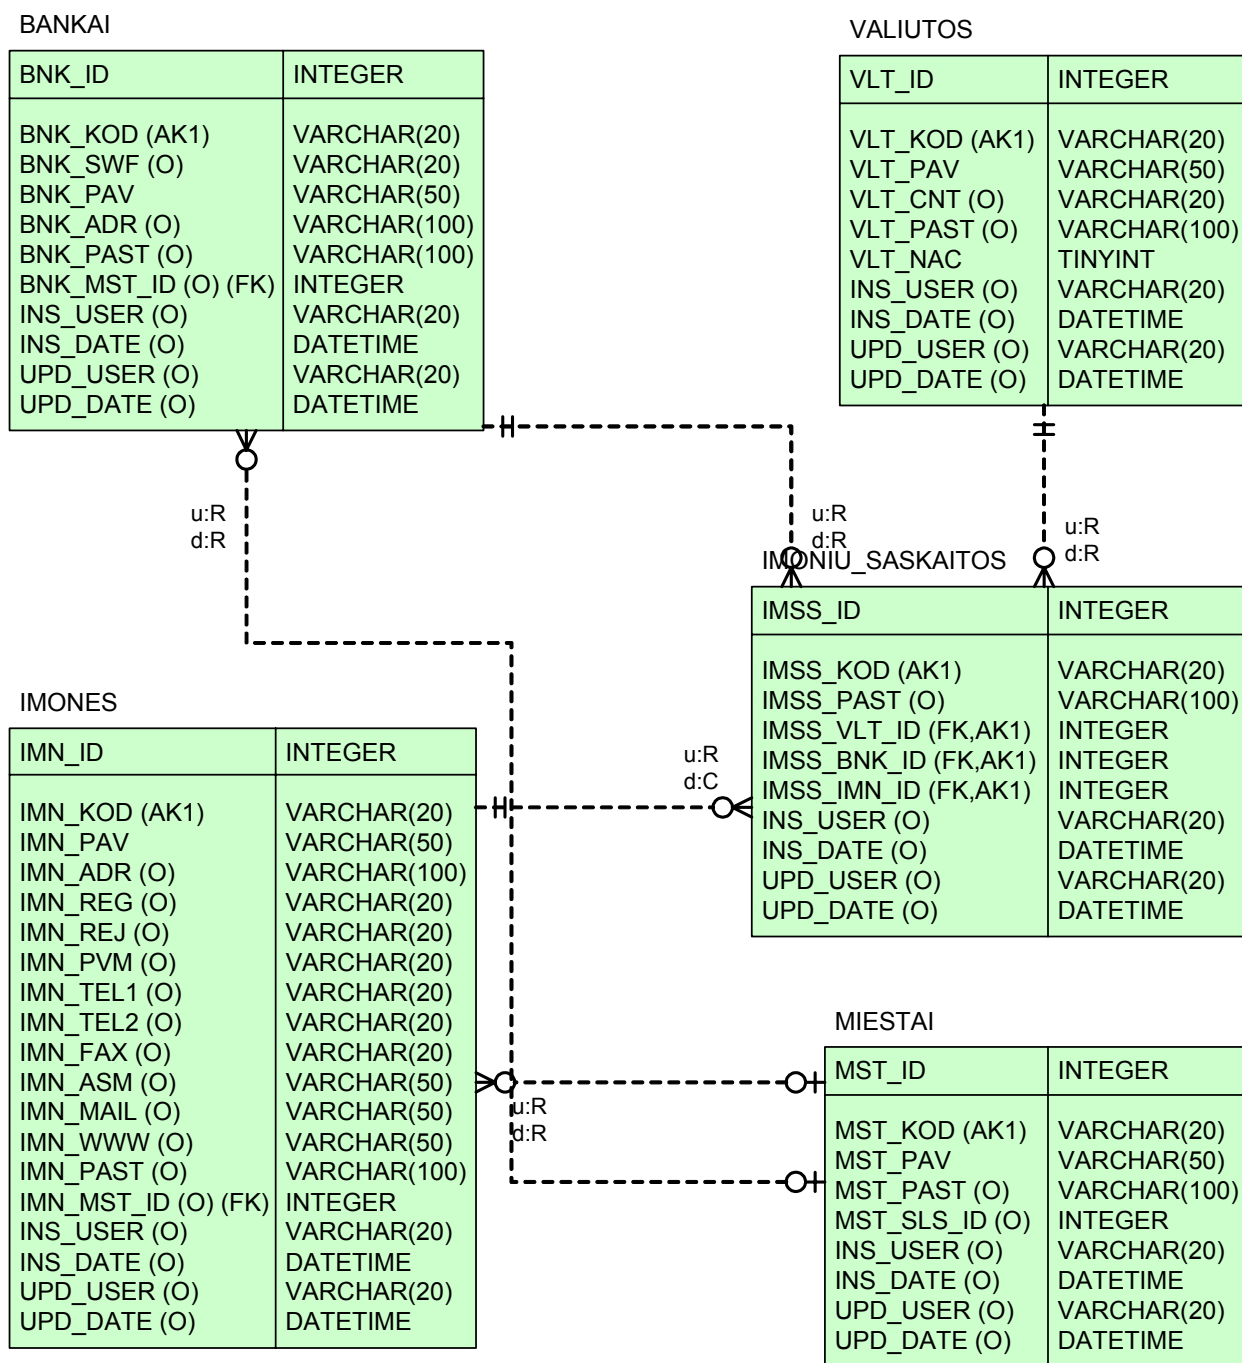 BANKAI
BNK_ID INTEGER
BNK_KOD (AK1) VARCHAR(20)
BNK_SWF (O) VARCHAR(20)
BNK_PAV VARCHAR(50)
BNK_ADR (O) VARCHAR(100)
BNK_PAST (O) VARCHAR(100)
BNK_MST_ID (O) (FK) INTEGER
INS_USER (O) VARCHAR(20)
INS_DATE (O) DATETIME
UPD_USER (O) VARCHAR(20)
UPD_DATE (O) DATETIME
VALIUTOS
VLT_ID INTEGER
VLT_KOD (AK1) VARCHAR(20)
VLT_PAV VARCHAR(50)
VLT_CNT (O) VARCHAR(20)
VLT_PAST (O) VARCHAR(100)
VLT_NAC TINYINT
INS_USER (O) VARCHAR(20)
INS_DATE (O) DATETIME
UPD_USER (O) VARCHAR(20)
UPD_DATE (O) DATETIME
u:R
d:R
u:R
d:R
u:R
d:R
IMONIU_SASKAITOS
IMSS_ID INTEGER
IMSS_KOD (AK1) VARCHAR(20)
IMSS_PAST (O) VARCHAR(100)
IMSS_VLT_ID (FK,AK1) INTEGER
IMSS_BNK_ID (FK,AK1) INTEGER
IMSS_IMN_ID (FK,AK1) INTEGER
INS_USER (O) VARCHAR(20)
INS_DATE (O) DATETIME
UPD_USER (O) VARCHAR(20)
UPD_DATE (O) DATETIME
u:R
d:C
IMONES
IMN_ID INTEGER
IMN_KOD (AK1) VARCHAR(20)
IMN_PAV VARCHAR(50)
IMN_ADR (O) VARCHAR(100)
IMN_REG (O) VARCHAR(20)
IMN_REJ (O) VARCHAR(20)
IMN_PVM (O) VARCHAR(20)
IMN_TEL1 (O) VARCHAR(20)
IMN_TEL2 (O) VARCHAR(20)
IMN_FAX (O) VARCHAR(20)
IMN_ASM (O) VARCHAR(50)
IMN_MAIL (O) VARCHAR(50)
IMN_WWW (O) VARCHAR(50)
IMN_PAST (O) VARCHAR(100)
IMN_MST_ID (O) (FK) INTEGER
INS_USER (O) VARCHAR(20)
INS_DATE (O) DATETIME
UPD_USER (O) VARCHAR(20)
UPD_DATE (O) DATETIME
u:R
d:R
MIESTAI
MST_ID INTEGER
MST_KOD (AK1) VARCHAR(20)
MST_PAV VARCHAR(50)
MST_PAST (O) VARCHAR(100)
MST_SLS_ID (O) INTEGER
INS_USER (O) VARCHAR(20)
INS_DATE (O) DATETIME
UPD_USER (O) VARCHAR(20)
UPD_DATE (O) DATETIME